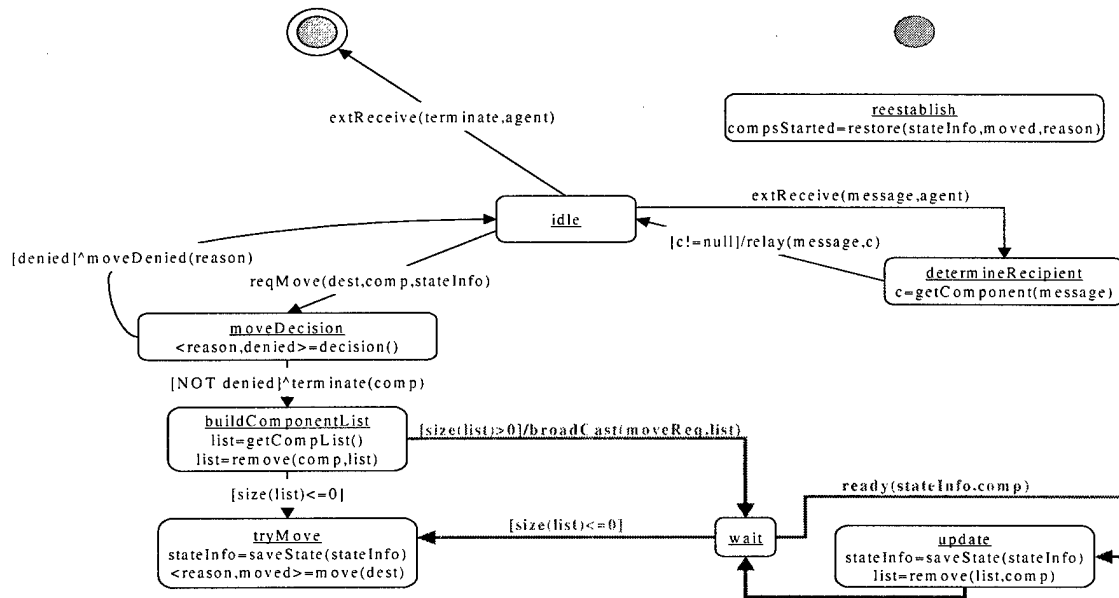 extReceive(terminate,agent)
reestablish
compsStarted=restore(stateInfo,moved,reason)
idle
extReceive(message,agent)
[c!=null]/relay(message,c)
[denied]^moveDenied(reason)
reqMove(dest,comp,stateInfo)
determineRecipient
c=getComponent(message)
moveDecision
<reason,denied>=decision()
[NOT denied]^terminate(comp)
buildComponentList
list=getCompList()
list=remove(comp,list)
[size(list)>0]/broadCast(moveReq,list)
[size(list)<=0]
ready(stateInfo,comp)
tryMove
stateInfo=saveState(stateInfo)
<reason,moved>=move(dest)
[size(list)<=0]
wait
update
stateInfo=saveState(stateInfo)
list=remove(list,comp)